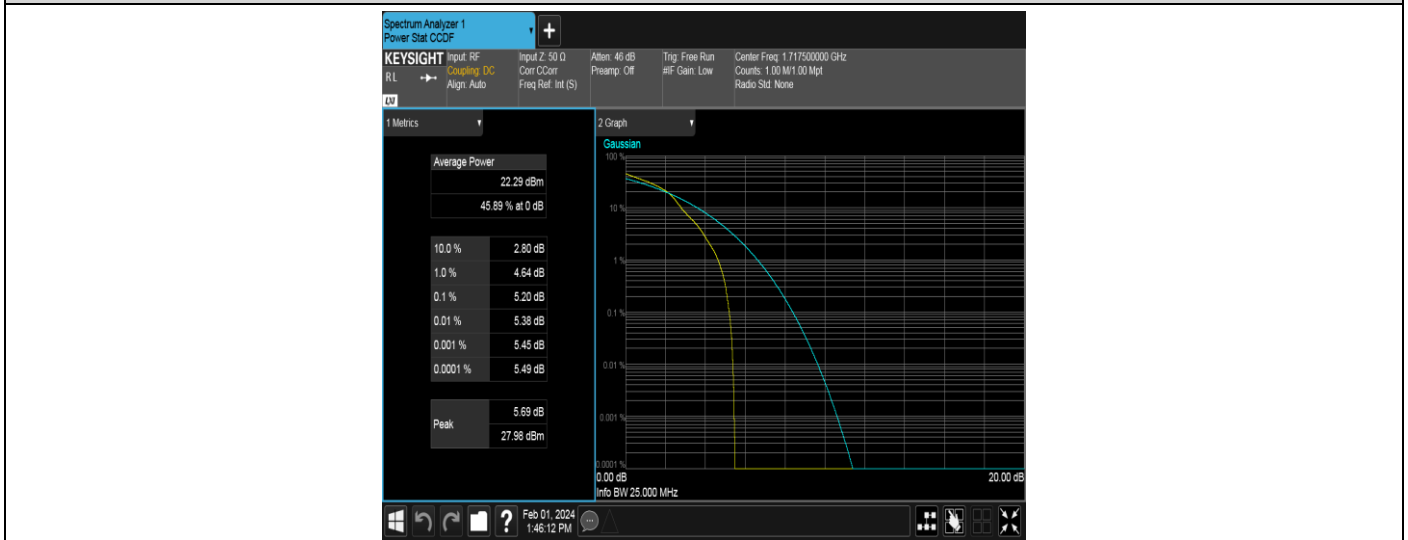 Spectrum Analyzer 1
Power Stat CCDF
+
KEYSIGHT
RL
LXI
Input: RF
Coupling: DC
Align: Auto
Input Z: 50 Ω
Corr CCorr
Freq Ref: Int (S)
Atten: 46 dB
Preamp: Off
Trig: Free Run
#IF Gain: Low
Center Freq: 1.717500000 GHz
Counts: 1.00 M/1.00 Mpt
Radio Std: None
1 Metrics
Average Power
22.29 dBm
45.89 % at 0 dB
10.0 % 2.80 dB
1.0 % 4.64 dB
0.1 % 5.20 dB
0.01 % 5.38 dB
0.001 % 5.45 dB
0.0001 % 5.49 dB
Peak 5.69 dB
27.98 dBm
2 Graph
Gaussian
100 %
10 %
1 %
0.1 %
0.01 %
0.001 %
0.0001 %
0.00 dB 20.00 dB
Info BW 25.000 MHz
? Feb 01, 2024
1:46:12 PM